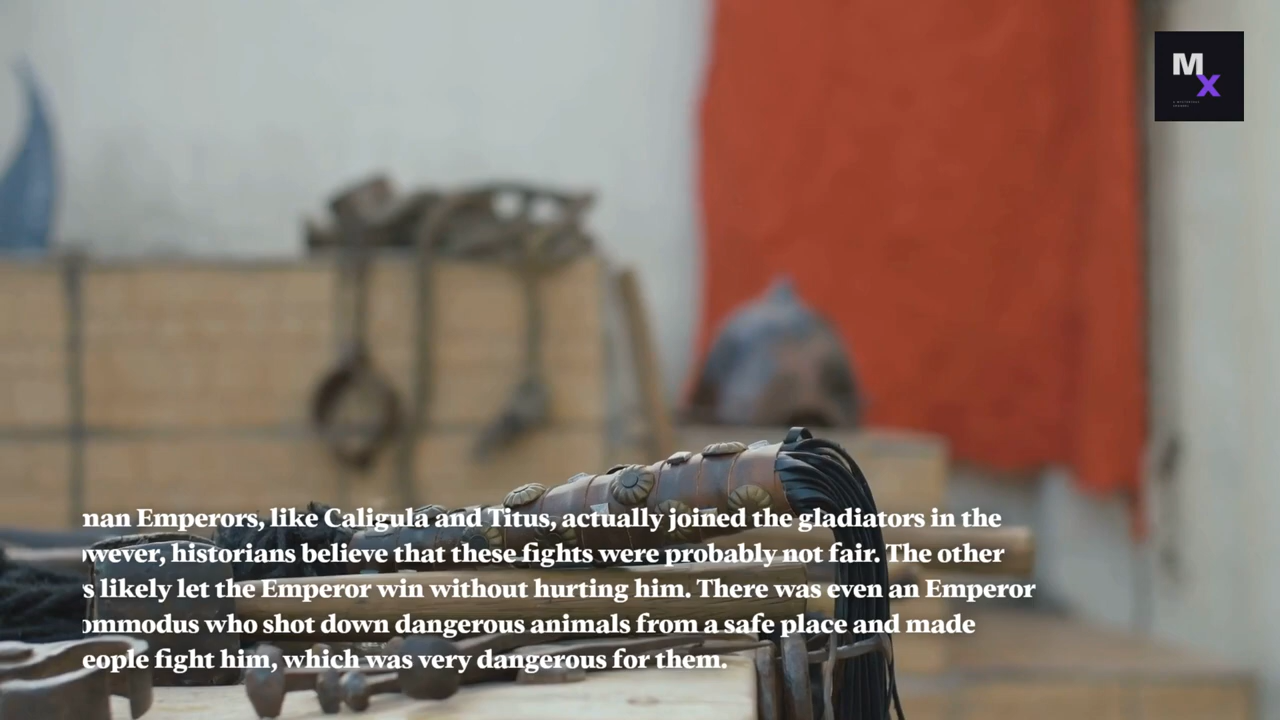 M
X
nan Emperors, like Caligula and Titus, actually joined the gladiators in the
wever, historians believe that these fights were probably not fair. The other
s likely let the Emperor win without hurting him. There was even an Emperor
ommodus who shot down dangerous animals from a safe place and made
eople fight him, which was very dangerous for them.